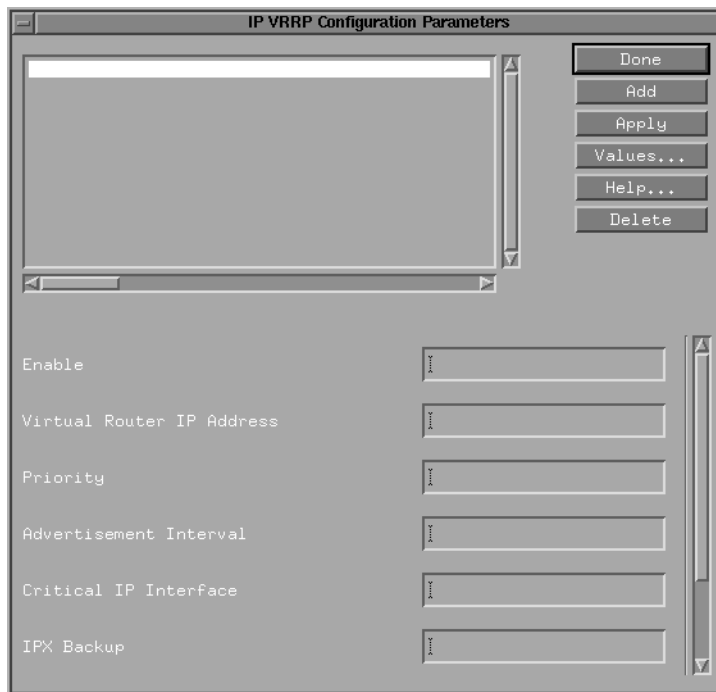 IP VRRP Configuration Parameters
Done
Add
Apply
Values...
Help...
Delete
Enable
Virtual Router IP Address
Priority
Advertisement Interval
Critical IP Interface
IPX Backup